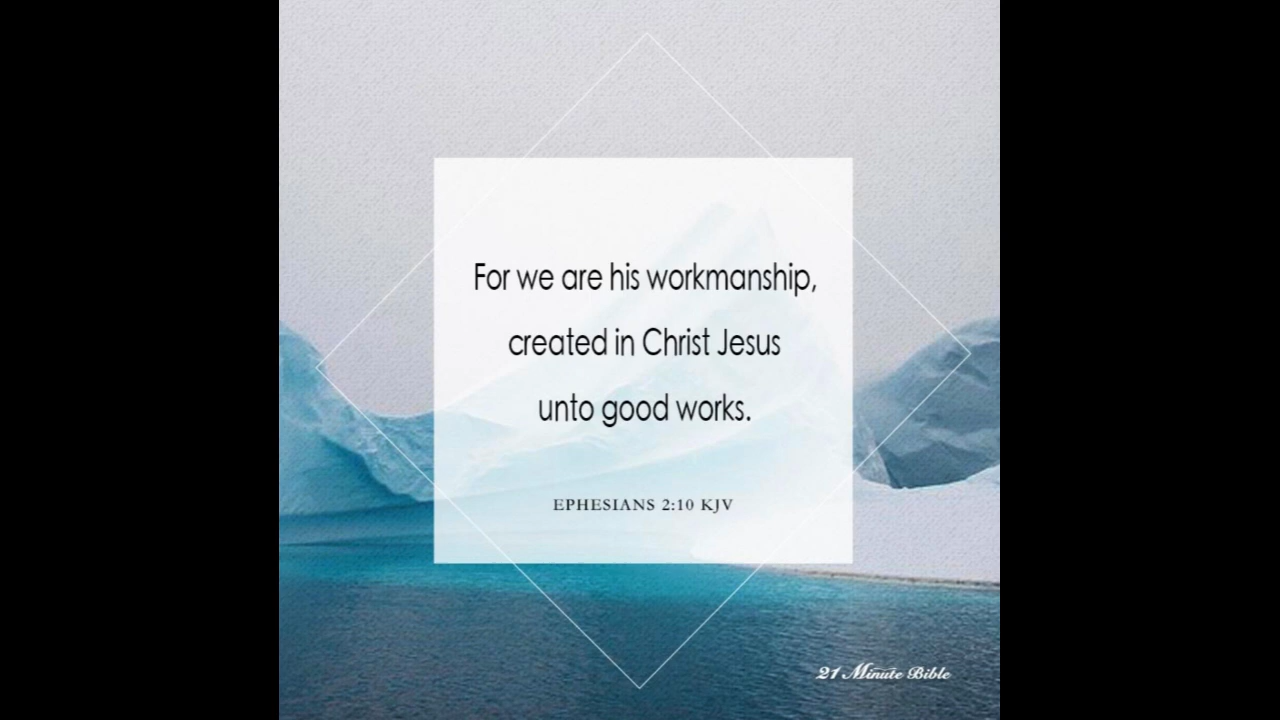 For we are his workmanship,
created in Christ Jesus
unto good works.
EPHESIANS 2:10 KJV
21 Minute Bible